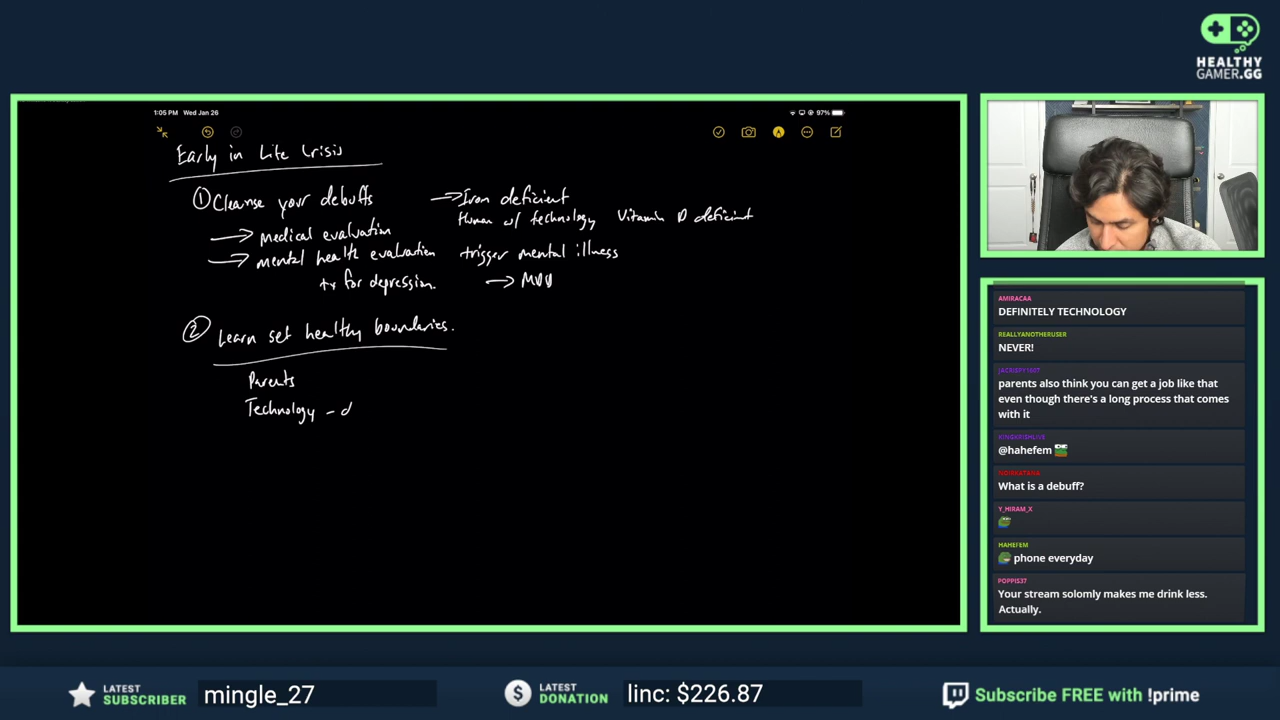 HEALTHY
GAMER.GG
1:05 PM Wed Jan 26
97%
Early in Life Crisis
① Cleanse your debuffs
→ Iron deficient
Human w/ technology Vitamin D deficient
→ medical evaluation
→ mental health evaluation trigger mental illness
tx for depression. → MDD
② Learn set healthy boundaries.
Parents
Technology - d
AMIRACAA
DEFINITELY TECHNOLOGY
REALLYANOTHERUSER
NEVER!
parents also think you can get a job like that
even though there's a long process that comes
with it
@hahefem
What is a debuff?
Y_HIRAM_X
HAHEFEM
phone everyday
POPPIS37
Your stream solomly makes me drink less.
Actually.
LATEST
SUBSCRIBER
mingle_27
LATEST
DONATION
linc: $226.87
Subscribe FREE with !prime